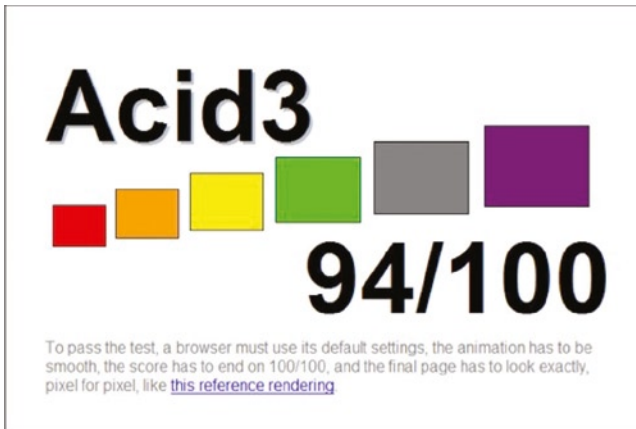 Acid3
94/100
To pass the test, a browser must use its default settings, the animation has to be
smooth, the score has to end on 100/100, and the final page has to look exactly,
pixel for pixel, like this reference rendering.